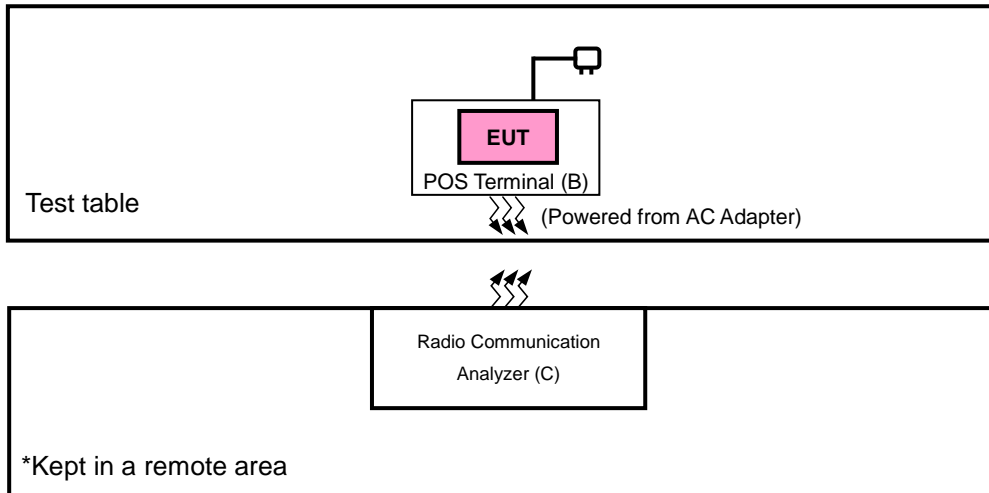 EUT
POS Terminal (B)
Test table
(Powered from AC Adapter)
Radio Communication
Analyzer (C)
*Kept in a remote area